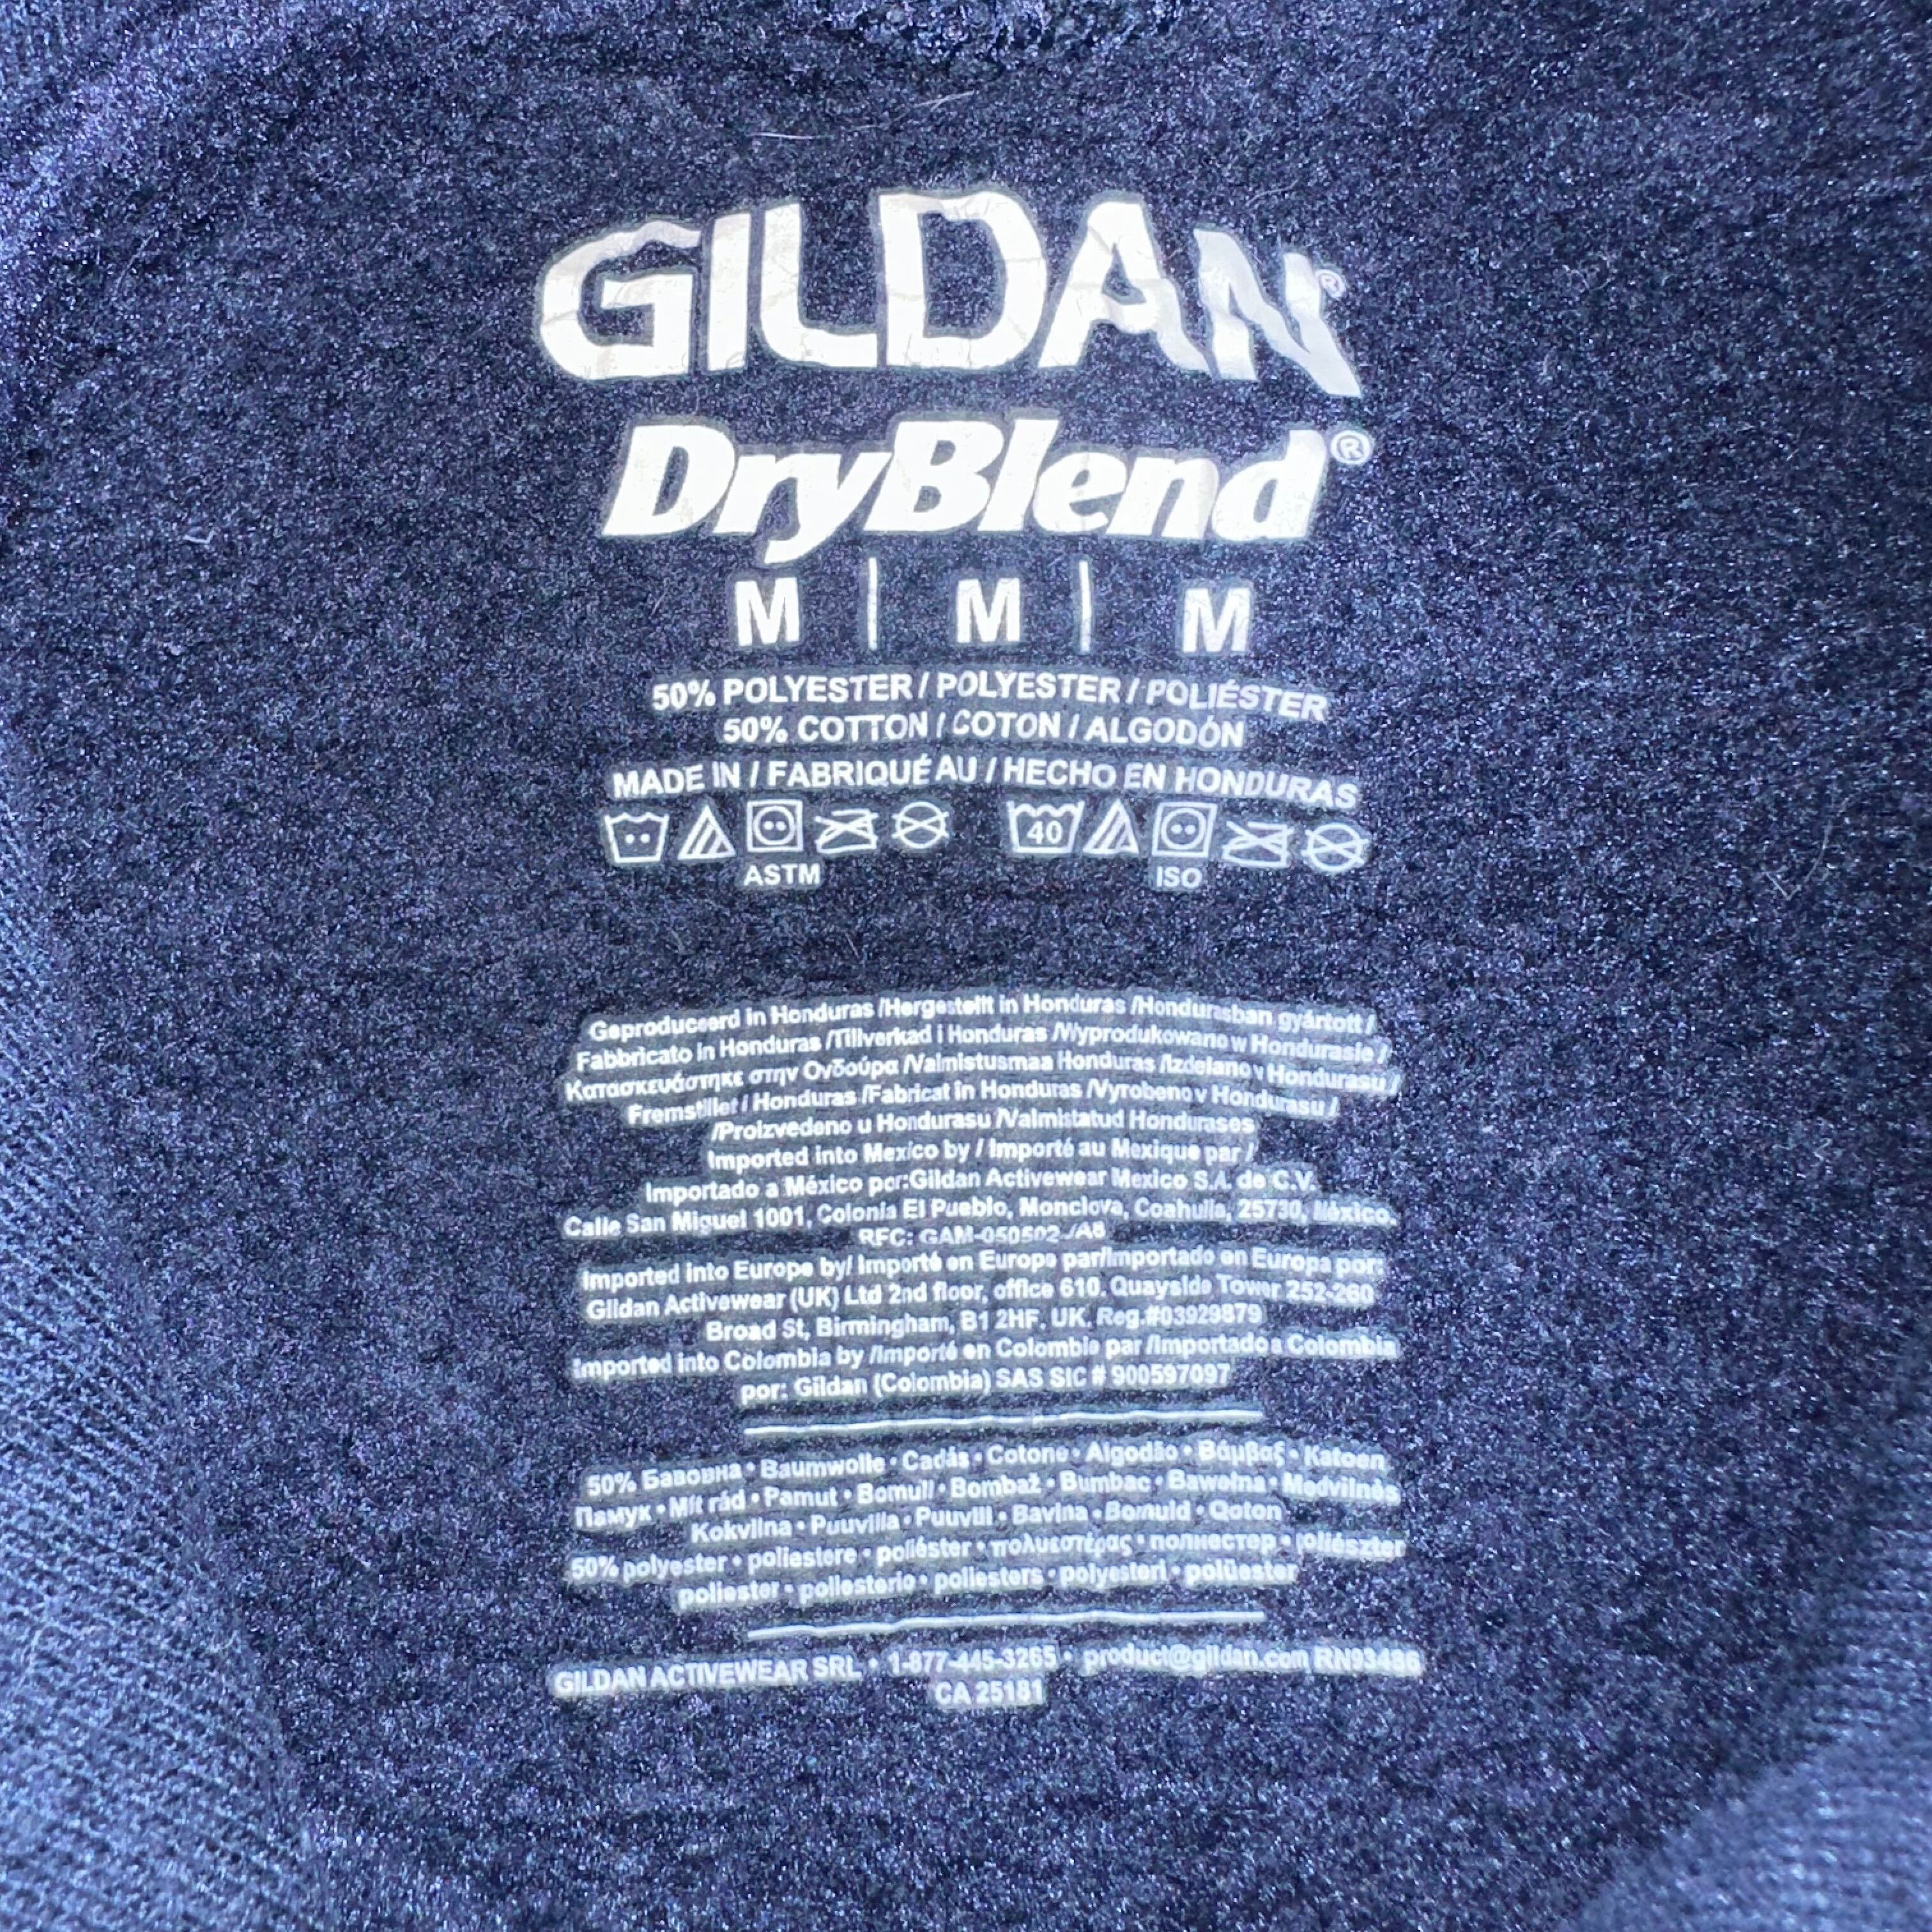 GILDAN®
DryBlend®
M | M | M
50% POLYESTER / POLYESTER / POLIÉSTER
50% COTTON / COTON / ALGODÓN
MADE IN / FABRIQUÉ AU / HECHO EN HONDURAS
40
ASTM ISO
Geproduceerd in Honduras /Hergestellt in Honduras /Hondurasban gyártott /
Fabbricato in Honduras /Tillverkad i Honduras /Wyprodukowano w Hondurasie /
Κατασκευάστηκε στην Ονδούρα /Valmistusmaa Honduras /Izdelano v Hondurasu /
Fremstillet i Honduras /Fabricat în Honduras /Vyrobeno v Hondurasu /
/Proizvedeno u Hondurasu /Valmistatud Hondurases
Imported into Mexico by / Importé au Mexique par /
Importado a México por:Gildan Activewear Mexico S.A. de C.V.
Calle San Miguel 1001, Colonia El Pueblo, Monclova, Coahuila, 25730, México.
RFC:
Imported into Europe by/ Importé en Europe par/Importado en Europa por:
Gildan Activewear (UK) Ltd 2nd floor, office 610. Quayside Tower 252-260
Broad St, Birmingham, B1 2HF. UK. Reg.#03929879
Imported into Colombia by /Importé en Colombie par /Importado a Colombia
por: Gildan (Colombia) SAS SIC # 900597097
50% Бавовна • Baumwolle • Cadás • Cotone • Algodão • Βάμβαξ • Katoen
Памук • Mit rád • Pamut • Bomull • Bombaž • Bumbac • Bawełna • Medvilnės
Kokvilna • Puuvilla • Puuvill • Bavlna • Bomuld • Qoton
50% polyester • poliestere • poliéster • πολυεστέρας • полиестер • poliészter
poliester • poliesterio • poliesters • polyesteri • polüester
GILDAN ACTIVEWEAR SRL • 1-877-445-3265 • product@gildan.com RN93486
CA 25181